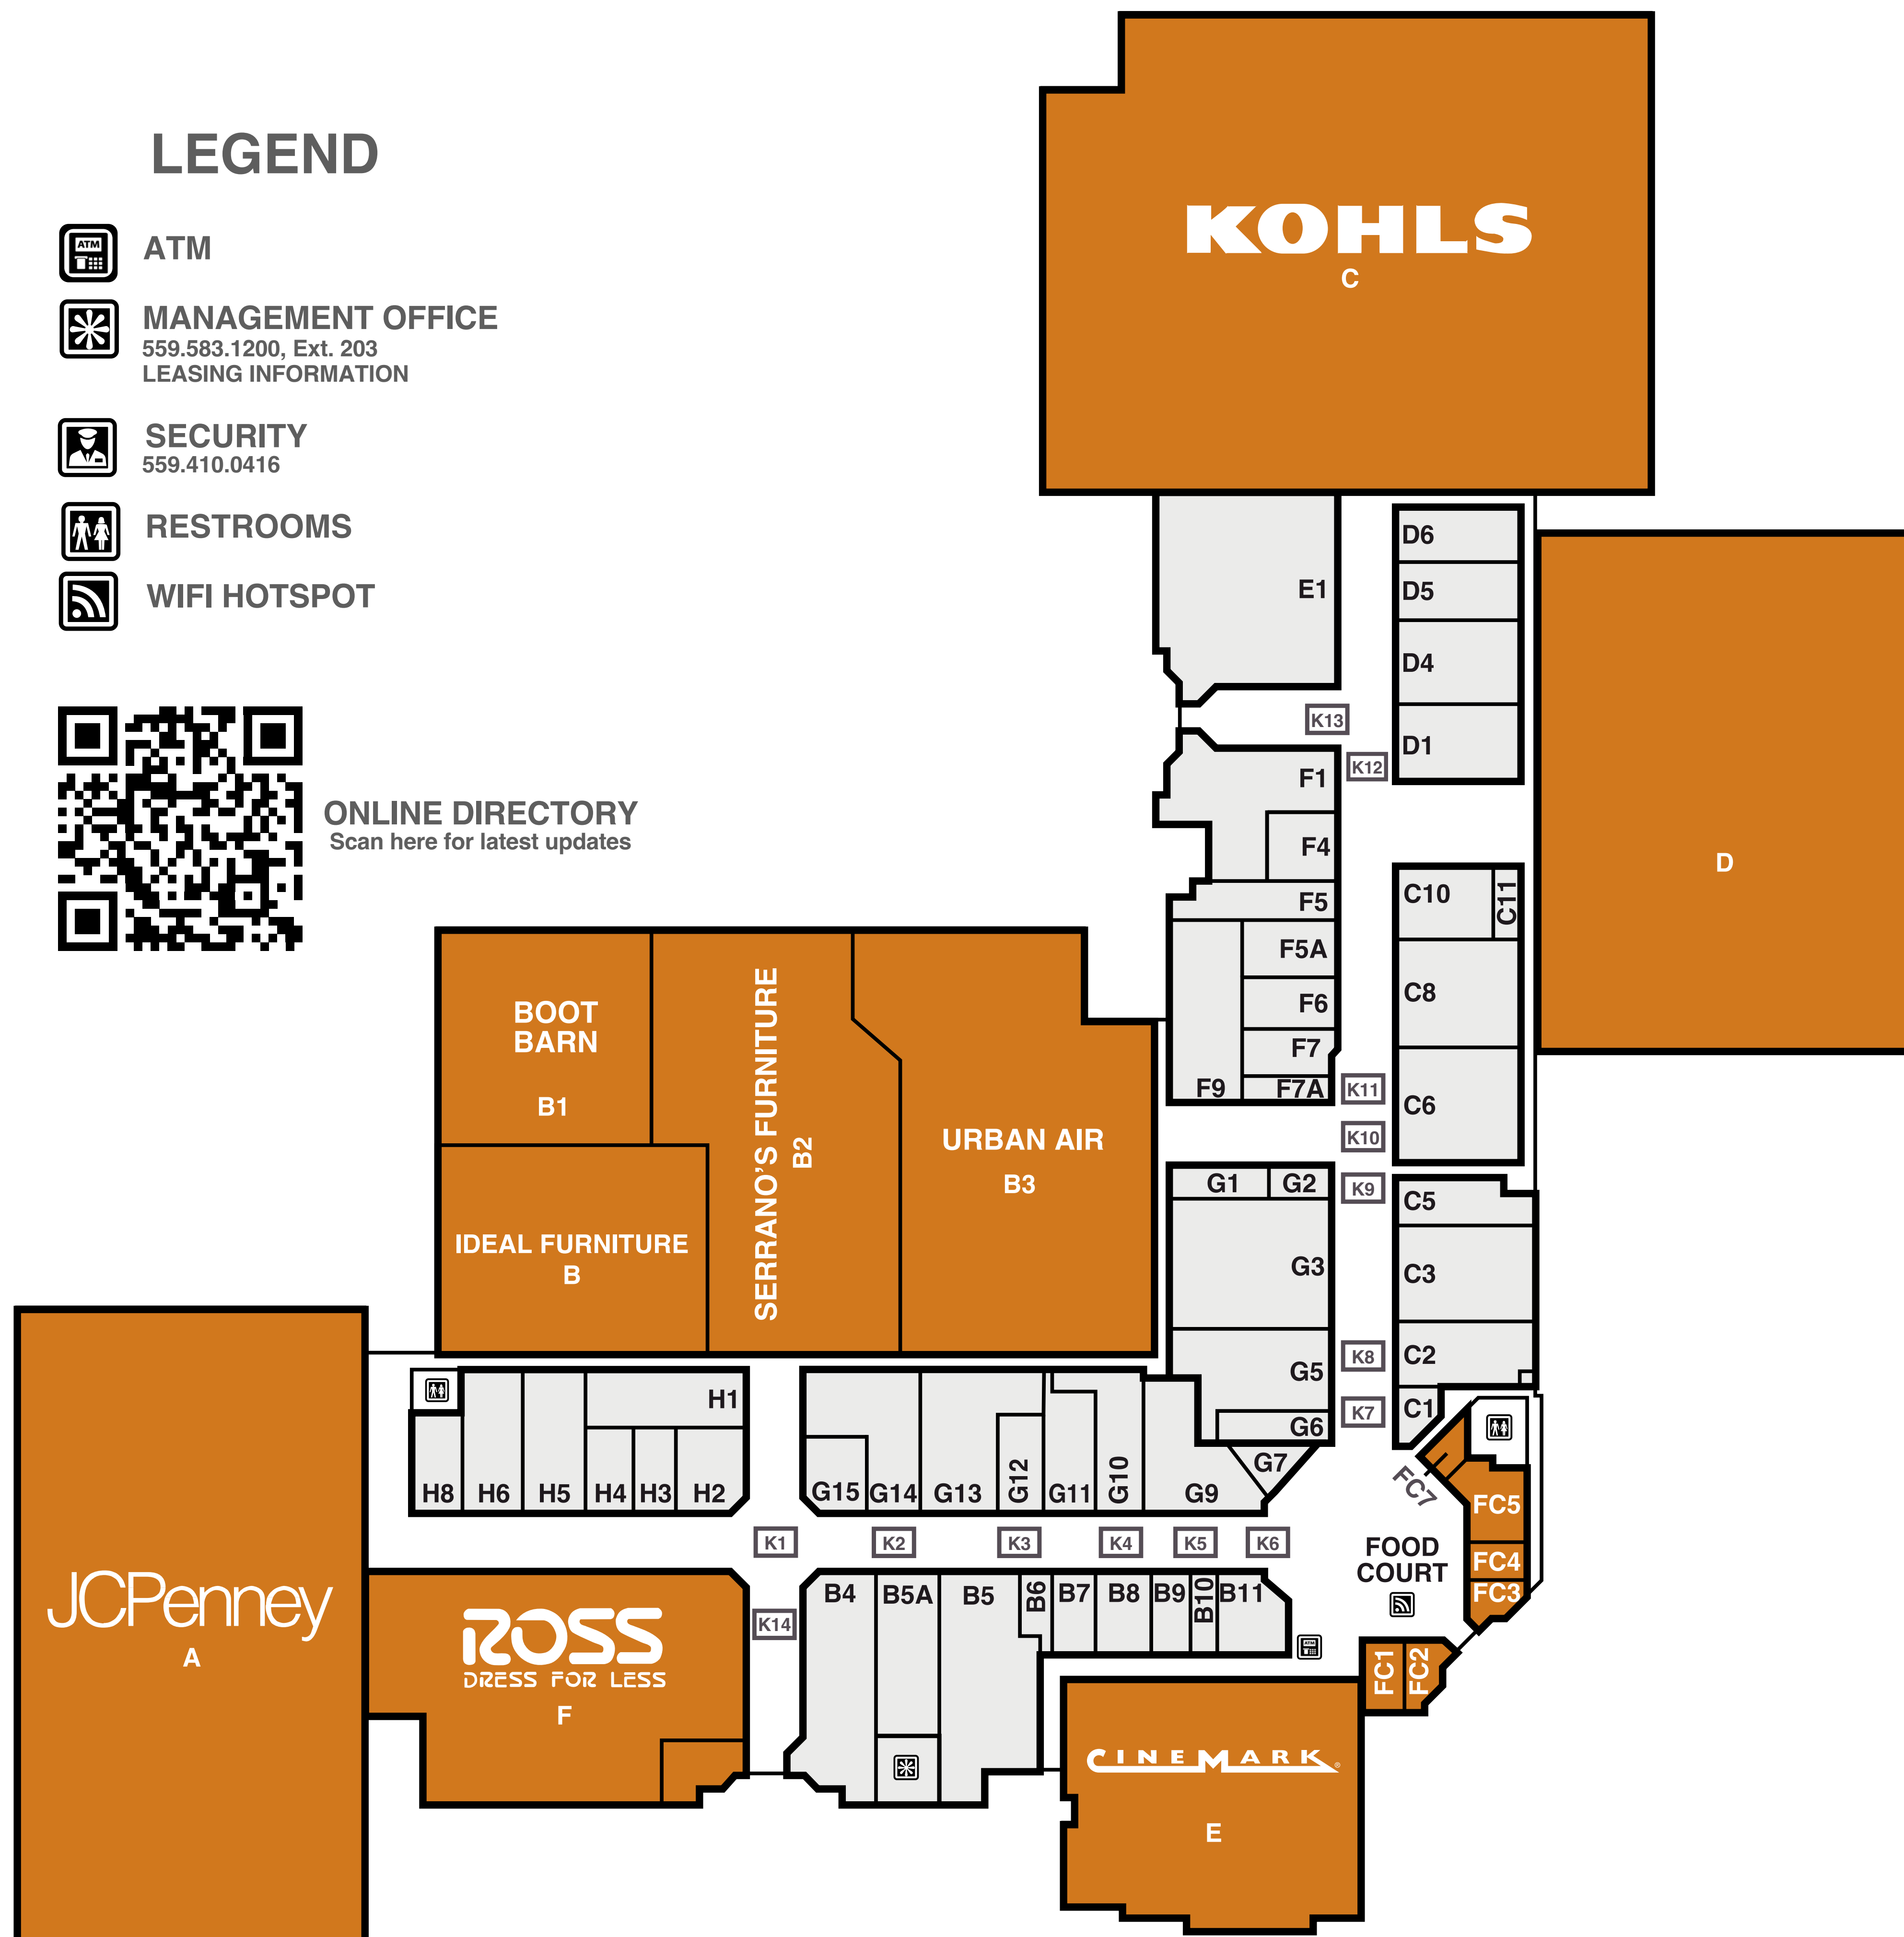 LEGEND
ATM
ATM
MANAGEMENT OFFICE
559.583.1200, Ext. 203
LEASING INFORMATION
SECURITY
559.410.0416
RESTROOMS
WIFI HOTSPOT
ONLINE DIRECTORY
Scan here for latest updates
KOHLS
C
E1
D6
D5
D4
D1
K13
K12
D
F1
F4
F5
F5A
F6
F7
F7A
F9
C10
C11
C8
C6
K11
K10
K9
BOOT
BARN
B1
SERRANO'S FURNITURE
B2
URBAN AIR
B3
IDEAL FURNITURE
B
G1
G2
G3
G5
G6
G7
C5
C3
C2
C1
K8
K7
H1
H8
H6
H5
H4
H3
H2
G15
G14
G13
G12
G11
G10
G9
FC7
FC5
FC4
FC3
FOOD
COURT
K1
K2
K3
K4
K5
K6
K14
JCPenney
A
ROSS
DRESS FOR LESS
F
B4
B5A
B5
B6
B7
B8
B9
B10
B11
ATM
FC1
FC2
CINEMARK®
E